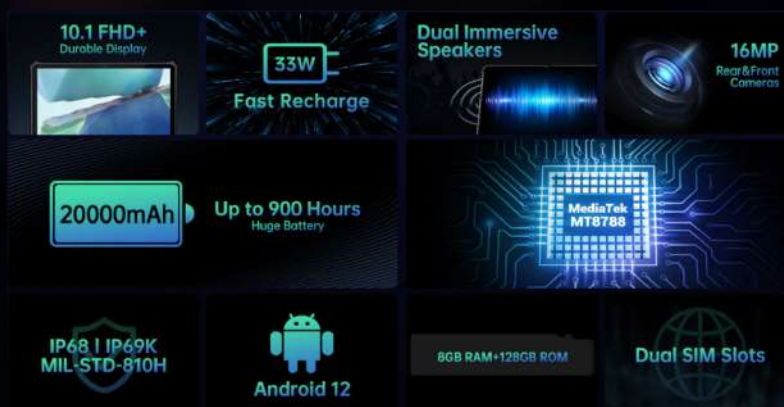 10.1 FHD+
Durable Display
33W
Fast Recharge
Dual Immersive
Speakers
16MP
Rear&Front
Cameras
20000mAh
Up to 900 Hours
Huge Battery
MediaTek
MT8788
IP68 | IP69K
MIL-STD-810H
Android 12
8GB RAM+128GB ROM
Dual SIM Slots